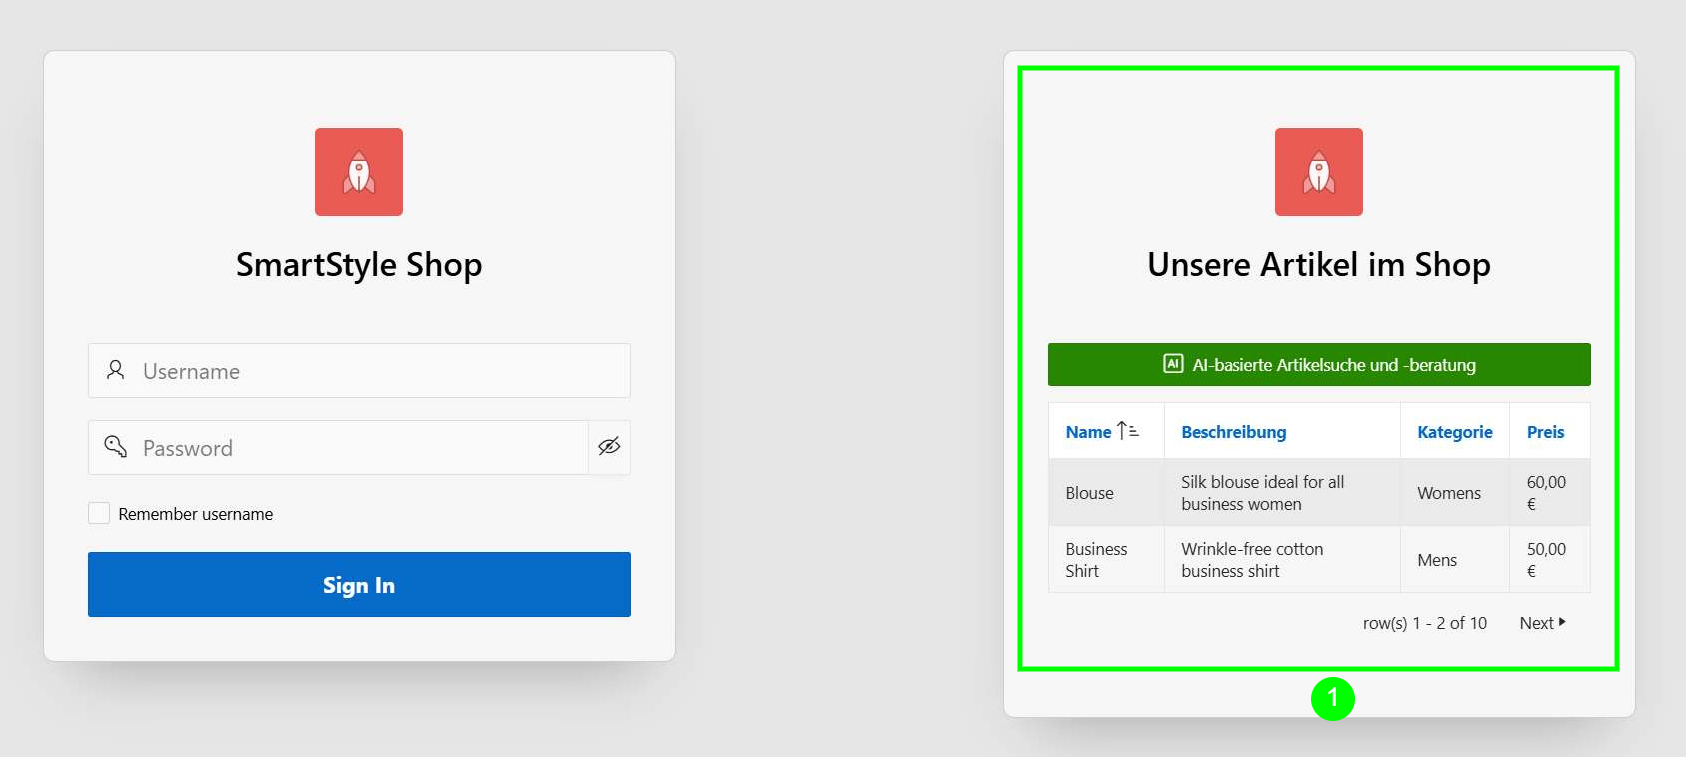 SmartStyle Shop
Username
Password
Remember username
Sign In
Unsere Artikel im Shop
AI AI-basierte Artikelsuche und -beratung
Name Beschreibung Kategorie Preis
Blouse
Silk blouse ideal for all
business women
Womens
60,00
€
Business
Shirt
Wrinkle-free cotton
business shirt
Mens
50,00
€
row(s) 1 - 2 of 10 Next
1